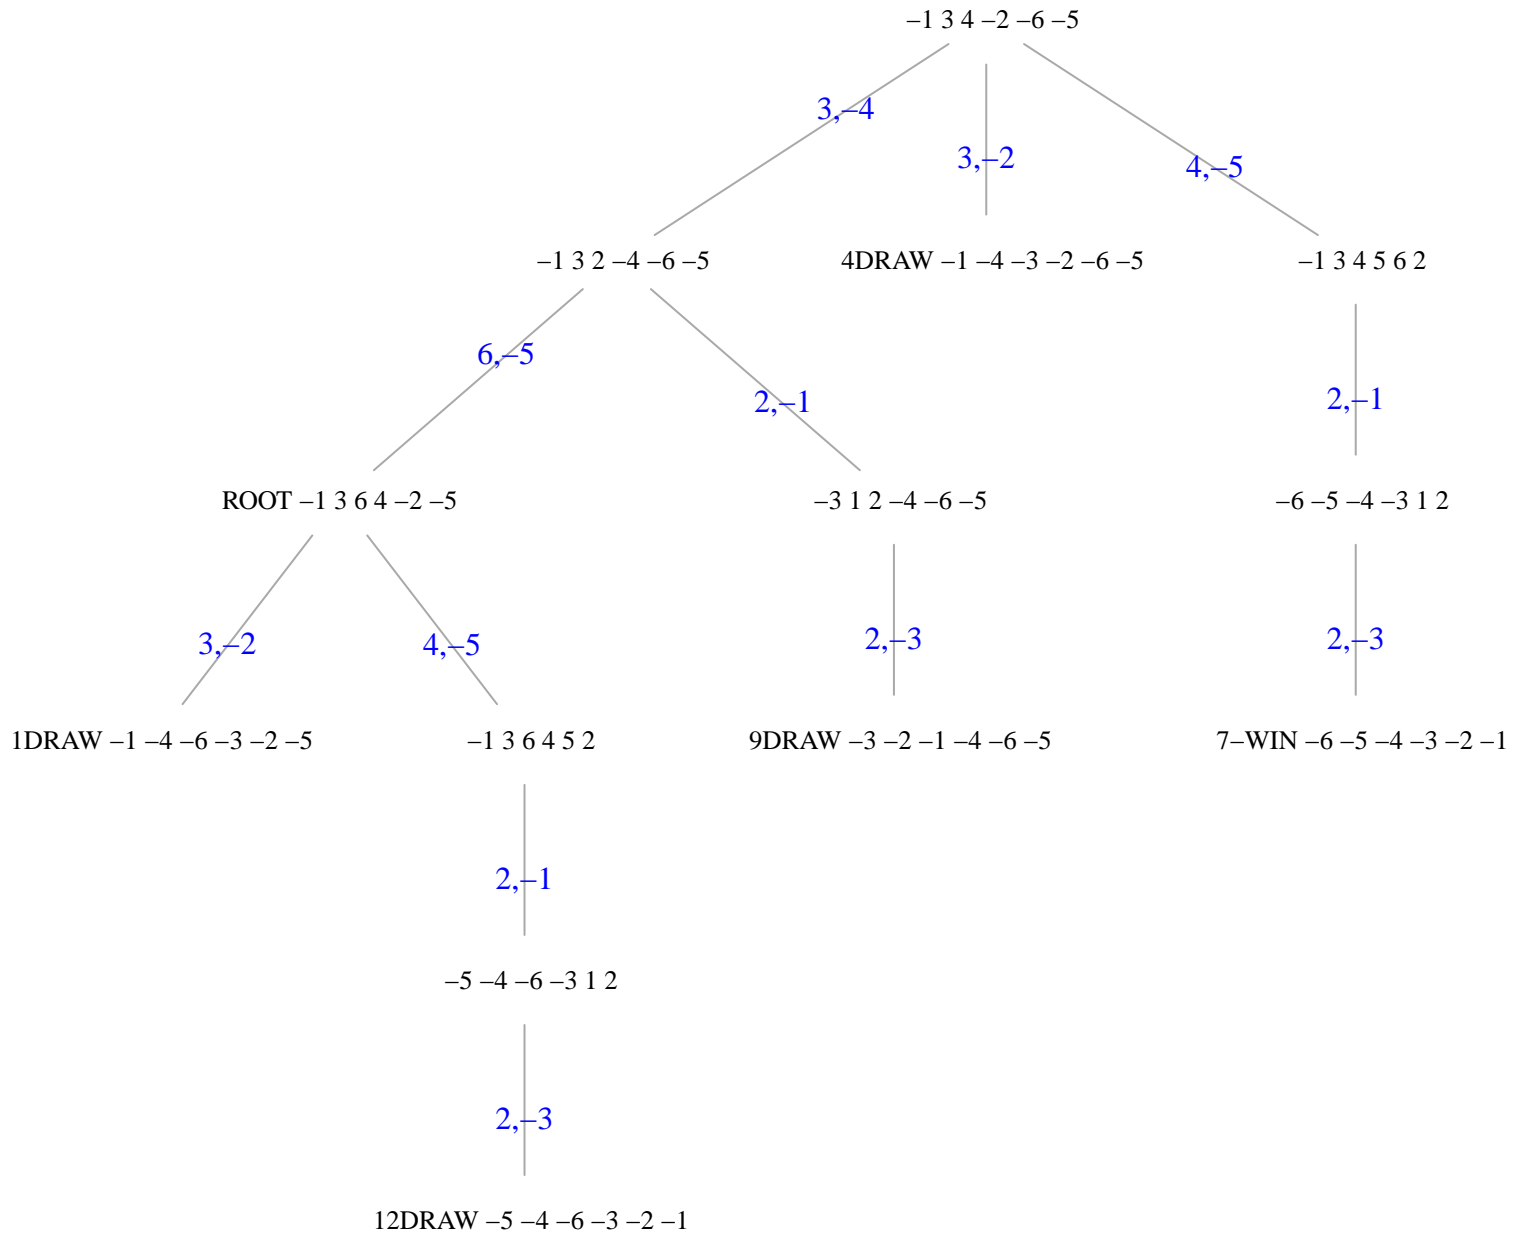 –1 3 4 –2 –6 –5
3,–4
3,–2
4,–5
–1 3 2 –4 –6 –5
4DRAW –1 –4 –3 –2 –6 –5
–1 3 4 5 6 2
6,–5
2,–1
2,–1
ROOT –1 3 6 4 –2 –5
–3 1 2 –4 –6 –5
–6 –5 –4 –3 1 2
3,–2
4,–5
2,–3
2,–3
1DRAW –1 –4 –6 –3 –2 –5
–1 3 6 4 5 2
9DRAW –3 –2 –1 –4 –6 –5
7–WIN –6 –5 –4 –3 –2 –1
2,–1
–5 –4 –6 –3 1 2
2,–3
12DRAW –5 –4 –6 –3 –2 –1